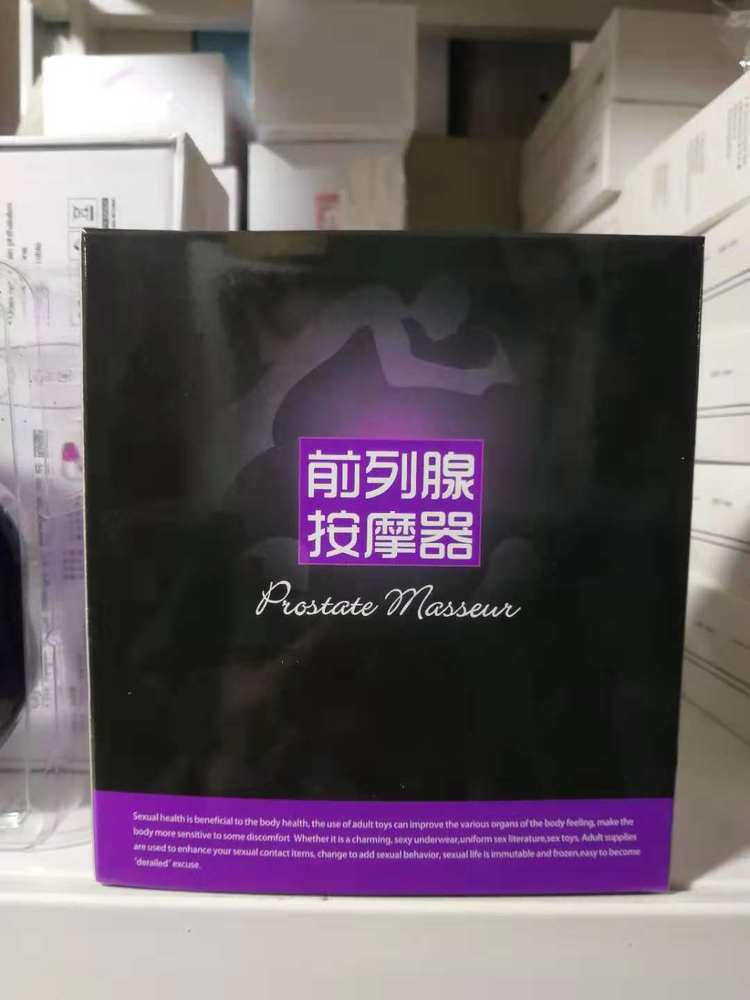 前列腺
按摩器
Prostate Masseur
Sexual health is beneficial to the body health, the use of adult toys can improve the various organs of the body feeling, make the
body more sensitive to some discomfort Whether it is a charming, sexy underwear,uniform sex literature,sex toys, Adult supplies
are used to enhance your sexual contact items, change to add sexual behavior, sexual life is immutable and frozen,easy to become
"derailed" excuse.